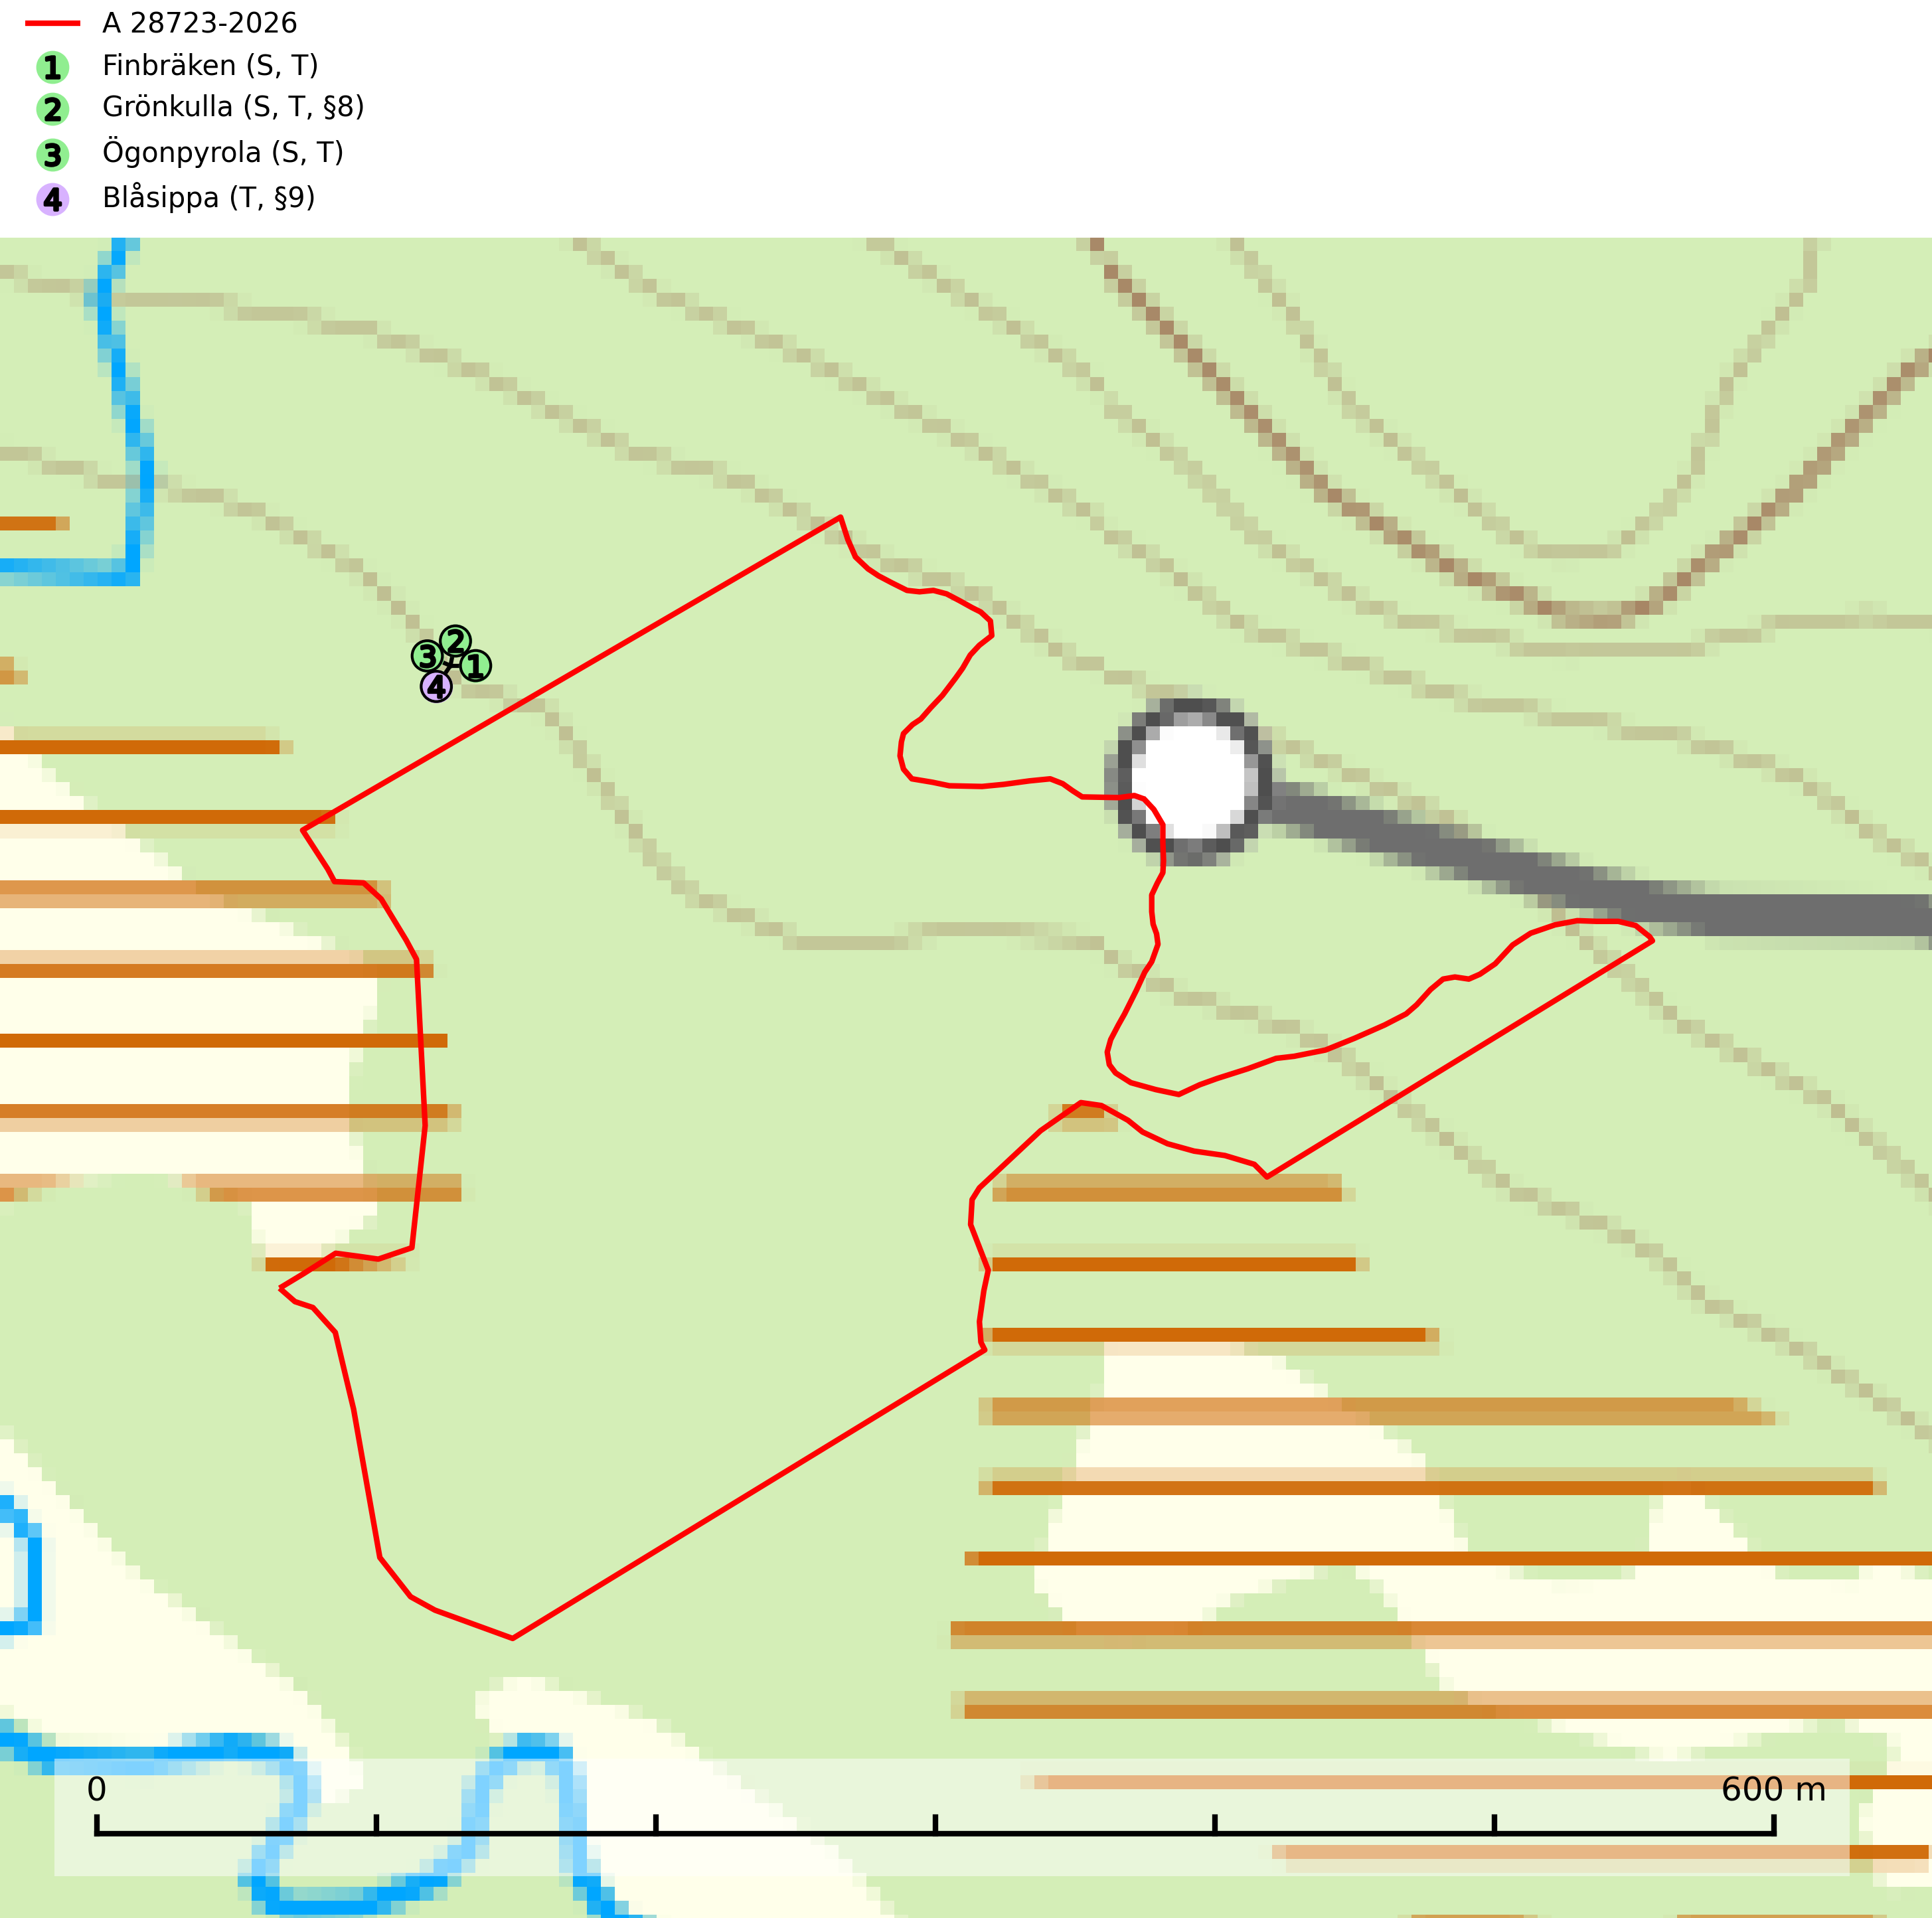 A 28723-2026
1 Finbräken (S, T)
2 Grönkulla (S, T, §8)
3 Ögonpyrola (S, T)
4 Blåsippa (T, §9)
2
3 1
4
0 600 m